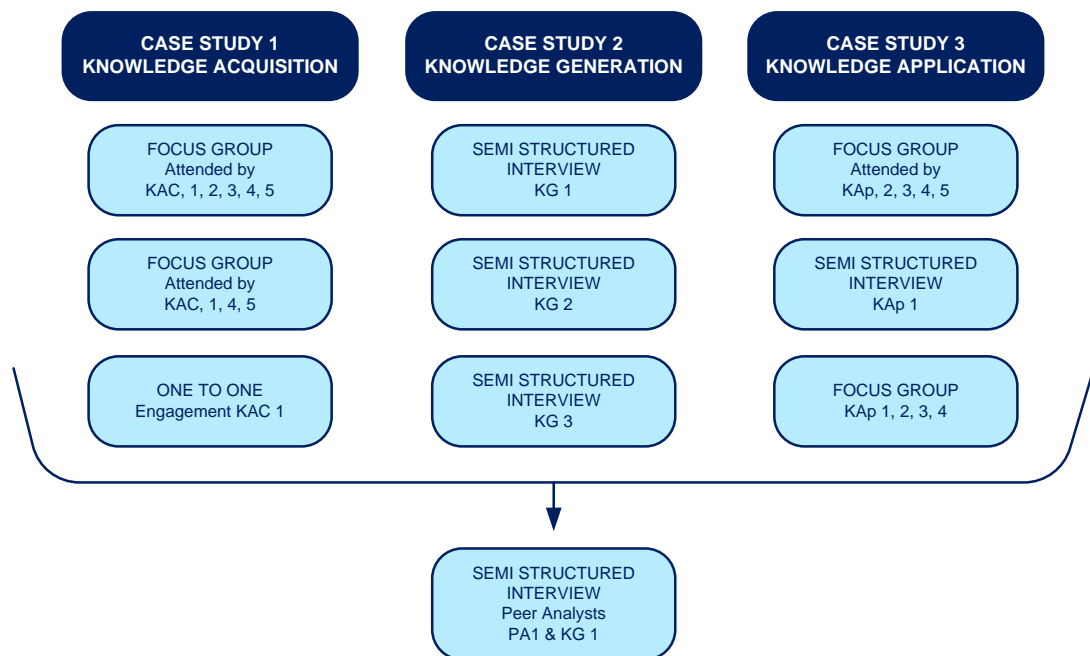 CASE STUDY 1
KNOWLEDGE ACQUISITION
CASE STUDY 2
KNOWLEDGE GENERATION
CASE STUDY 3
KNOWLEDGE APPLICATION
FOCUS GROUP
Attended by
KAC, 1, 2, 3, 4, 5
SEMI STRUCTURED
INTERVIEW
KG 1
FOCUS GROUP
Attended by
KAp, 2, 3, 4, 5
FOCUS GROUP
Attended by
KAC, 1, 4, 5
SEMI STRUCTURED
INTERVIEW
KG 2
SEMI STRUCTURED
INTERVIEW
KAp 1
ONE TO ONE
Engagement KAC 1
SEMI STRUCTURED
INTERVIEW
KG 3
FOCUS GROUP
KAp 1, 2, 3, 4
SEMI STRUCTURED
INTERVIEW
Peer Analysts
PA1 & KG 1